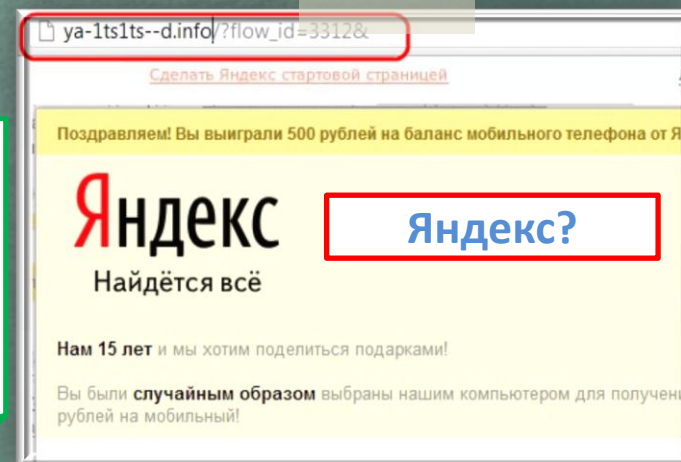 ya-1ts1ts--d.info/?flow_id=3312&
Сделать Яндекс стартовой страницей
Поздравляем! Вы выиграли 500 рублей на баланс мобильного телефона от Я
Яндекс
Яндекс?
Найдётся всё
Нам 15 лет и мы хотим поделиться подарками!
Вы были случайным образом выбраны нашим компьютером для получени
рублей на мобильный!